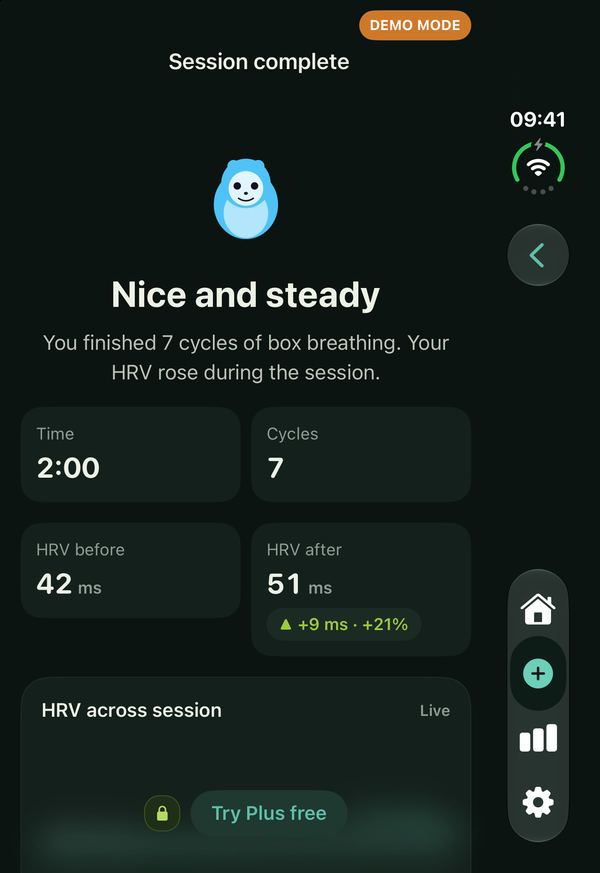 DEMO MODE
Session complete
09:41
Nice and steady
You finished 7 cycles of box breathing. Your
HRV rose during the session.
Time
2:00
Cycles
7
HRV before
42 ms
HRV after
51 ms
▲ +9 ms · +21%
HRV across session
Live
Try Plus free